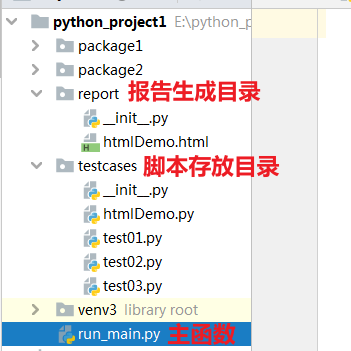 python_project1 E:\python_p
package1
package2
report 报告生成目录
__init__.py
htmlDemo.html
testcases 脚本存放目录
__init__.py
htmlDemo.py
test01.py
test02.py
test03.py
venv3 library root
run_main.py 主函数